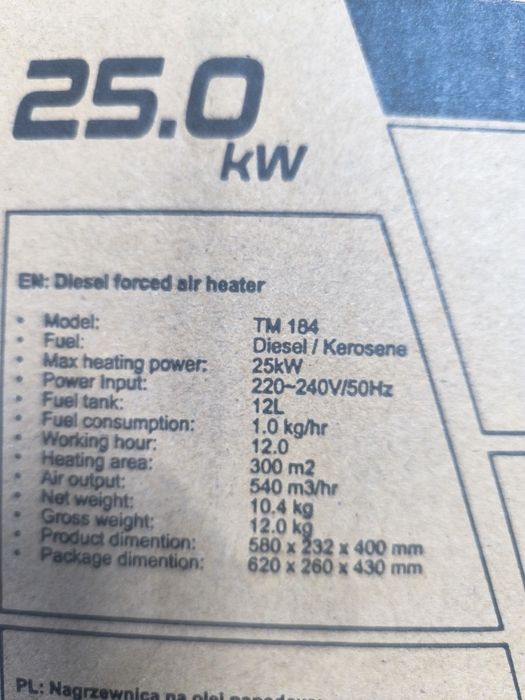 25.0
kW
EN: Diesel forced air heater
• Model: TM 184
• Fuel: Diesel / Kerosene
• Max heating power: 25kW
• Power Input: 220~240V/50Hz
• Fuel tank: 12L
• Fuel consumption: 1.0 kg/hr
• Working hour: 12.0
• Heating area: 300 m2
• Air output: 540 m3/hr
• Net weight: 10.4 kg
• Gross weight: 12.0 kg
• Product dimention: 580 x 232 x 400 mm
• Package dimention: 620 x 260 x 430 mm
PL: Nagrzewnica na olej